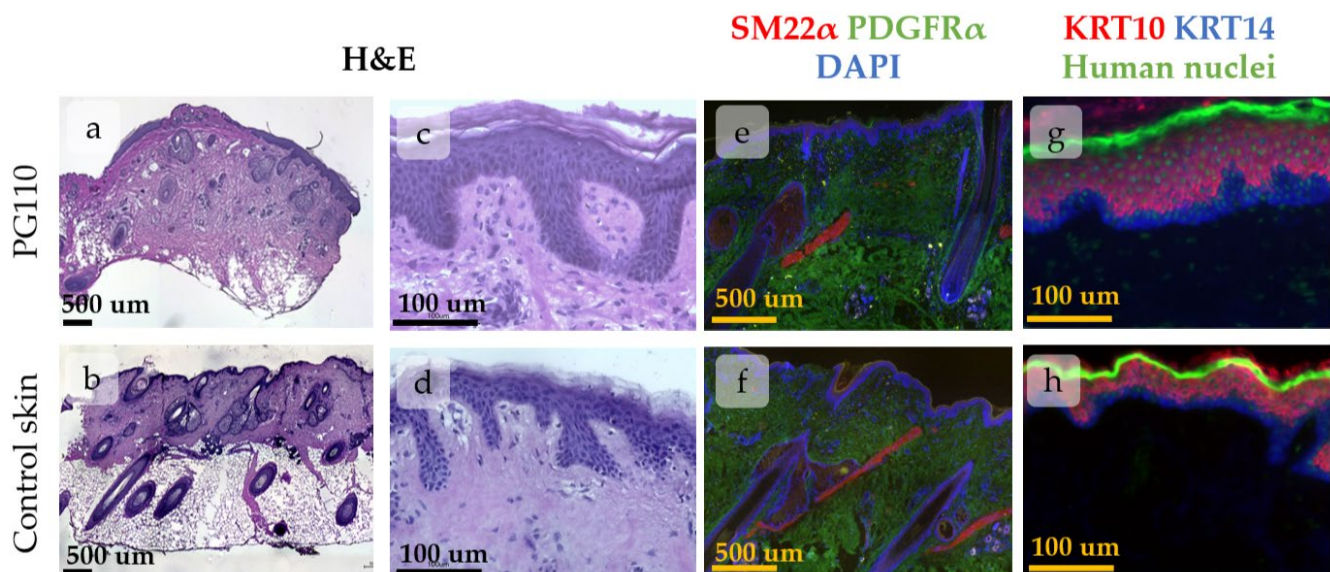 H&E
SM22α PDGFRα
DAPI
KRT10 KRT14
Human nuclei
PG110
a
500 um
c
100 um
100um
e
500 um
g
100 um
Control skin
b
500 um
d
100 um
f
500 um
h
100 um